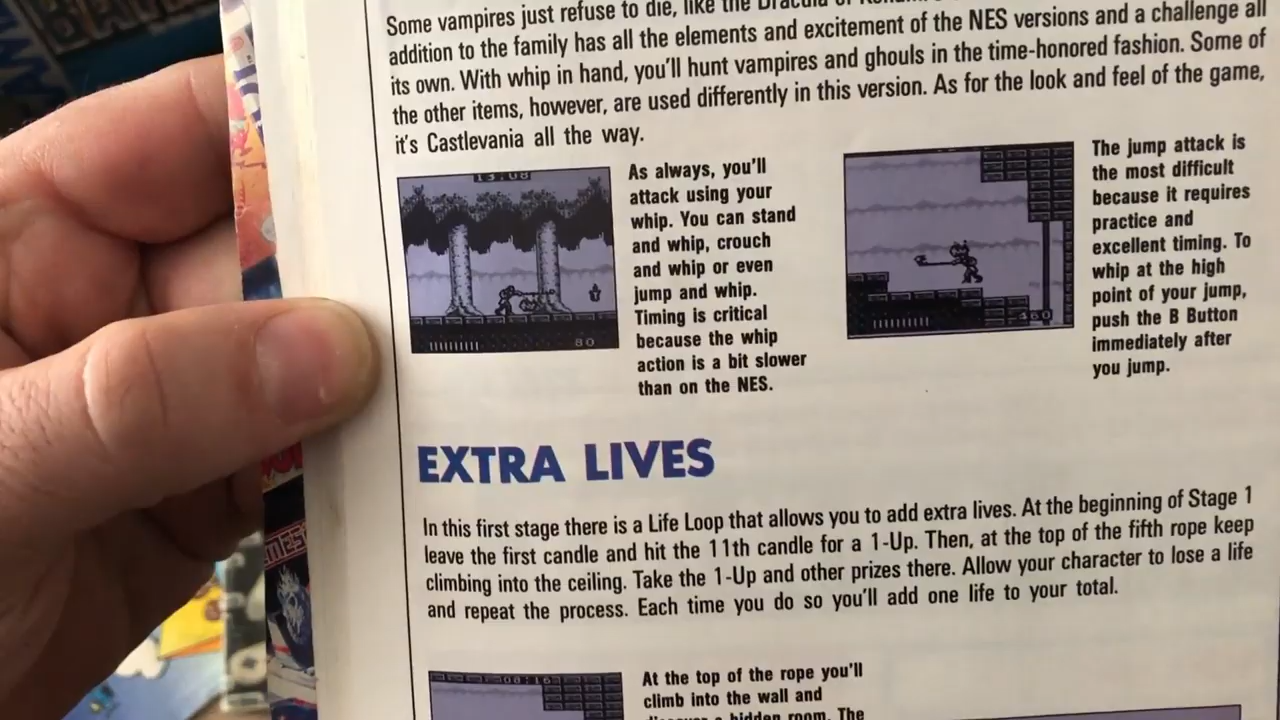 Some vampires just refuse to die, like the Dracula of
addition to the family has all the elements and excitement of the NES versions and a challenge all
its own. With whip in hand, you'll hunt vampires and ghouls in the time-honored fashion. Some of
the other items, however, are used differently in this version. As for the look and feel of the game,
it's Castlevania all the way.
13:08
80
As always, you'll
attack using your
whip. You can stand
and whip, crouch
and whip or even
jump and whip.
Timing is critical
because the whip
action is a bit slower
than on the NES.
460
The jump attack is
the most difficult
because it requires
practice and
excellent timing. To
whip at the high
point of your jump,
push the B Button
immediately after
you jump.
EXTRA LIVES
In this first stage there is a Life Loop that allows you to add extra lives. At the beginning of Stage 1
leave the first candle and hit the 11th candle for a 1-Up. Then, at the top of the fifth rope keep
climbing into the ceiling. Take the 1-Up and other prizes there. Allow your character to lose a life
and repeat the process. Each time you do so you'll add one life to your total.
08:16
At the top of the rope you'll
climb into the wall and
hidden room. The